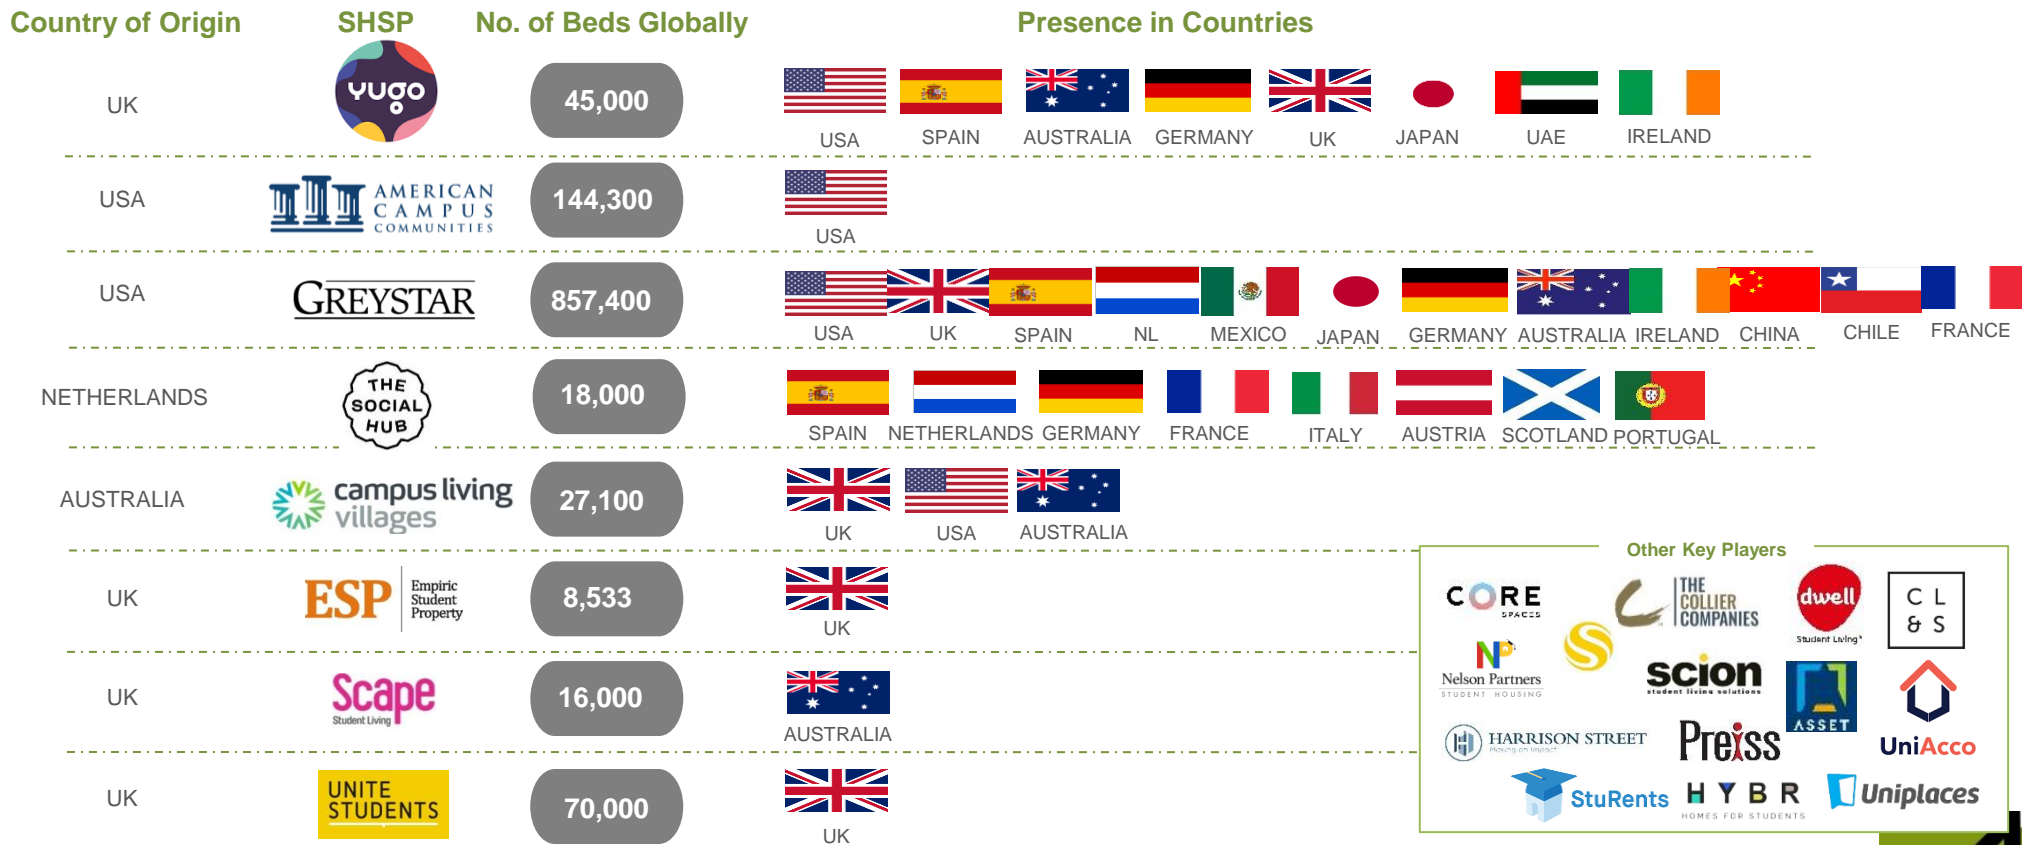 Country of Origin SHSP No. of Beds Globally Presence in Countries
UK yugo 45,000
USA SPAIN AUSTRALIA GERMANY UK JAPAN UAE IRELAND
USA AMERICAN CAMPUS COMMUNITIES 144,300
USA
USA GREYSTAR 857,400
USA UK SPAIN NL MEXICO JAPAN GERMANY AUSTRALIA IRELAND CHINA CHILE FRANCE
NETHERLANDS THE SOCIAL HUB 18,000
SPAIN NETHERLANDS GERMANY FRANCE ITALY AUSTRIA SCOTLAND PORTUGAL
AUSTRALIA campus living villages 27,100
UK USA AUSTRALIA
UK ESP Empiric Student Property 8,533
UK
UK Scape Student Living 16,000
AUSTRALIA
UK UNITE STUDENTS 70,000
UK
Other Key Players
CORE SPACES
THE COLLIER COMPANIES
dwell Student Living
CL & S
Nelson Partners
STUDENT HOUSING
scion
student living solutions
ASSET
UniAcco
HARRISON STREET
Making an Impact
Preiss
StuRents
HYBR
HOMES FOR STUDENTS
Uniplaces